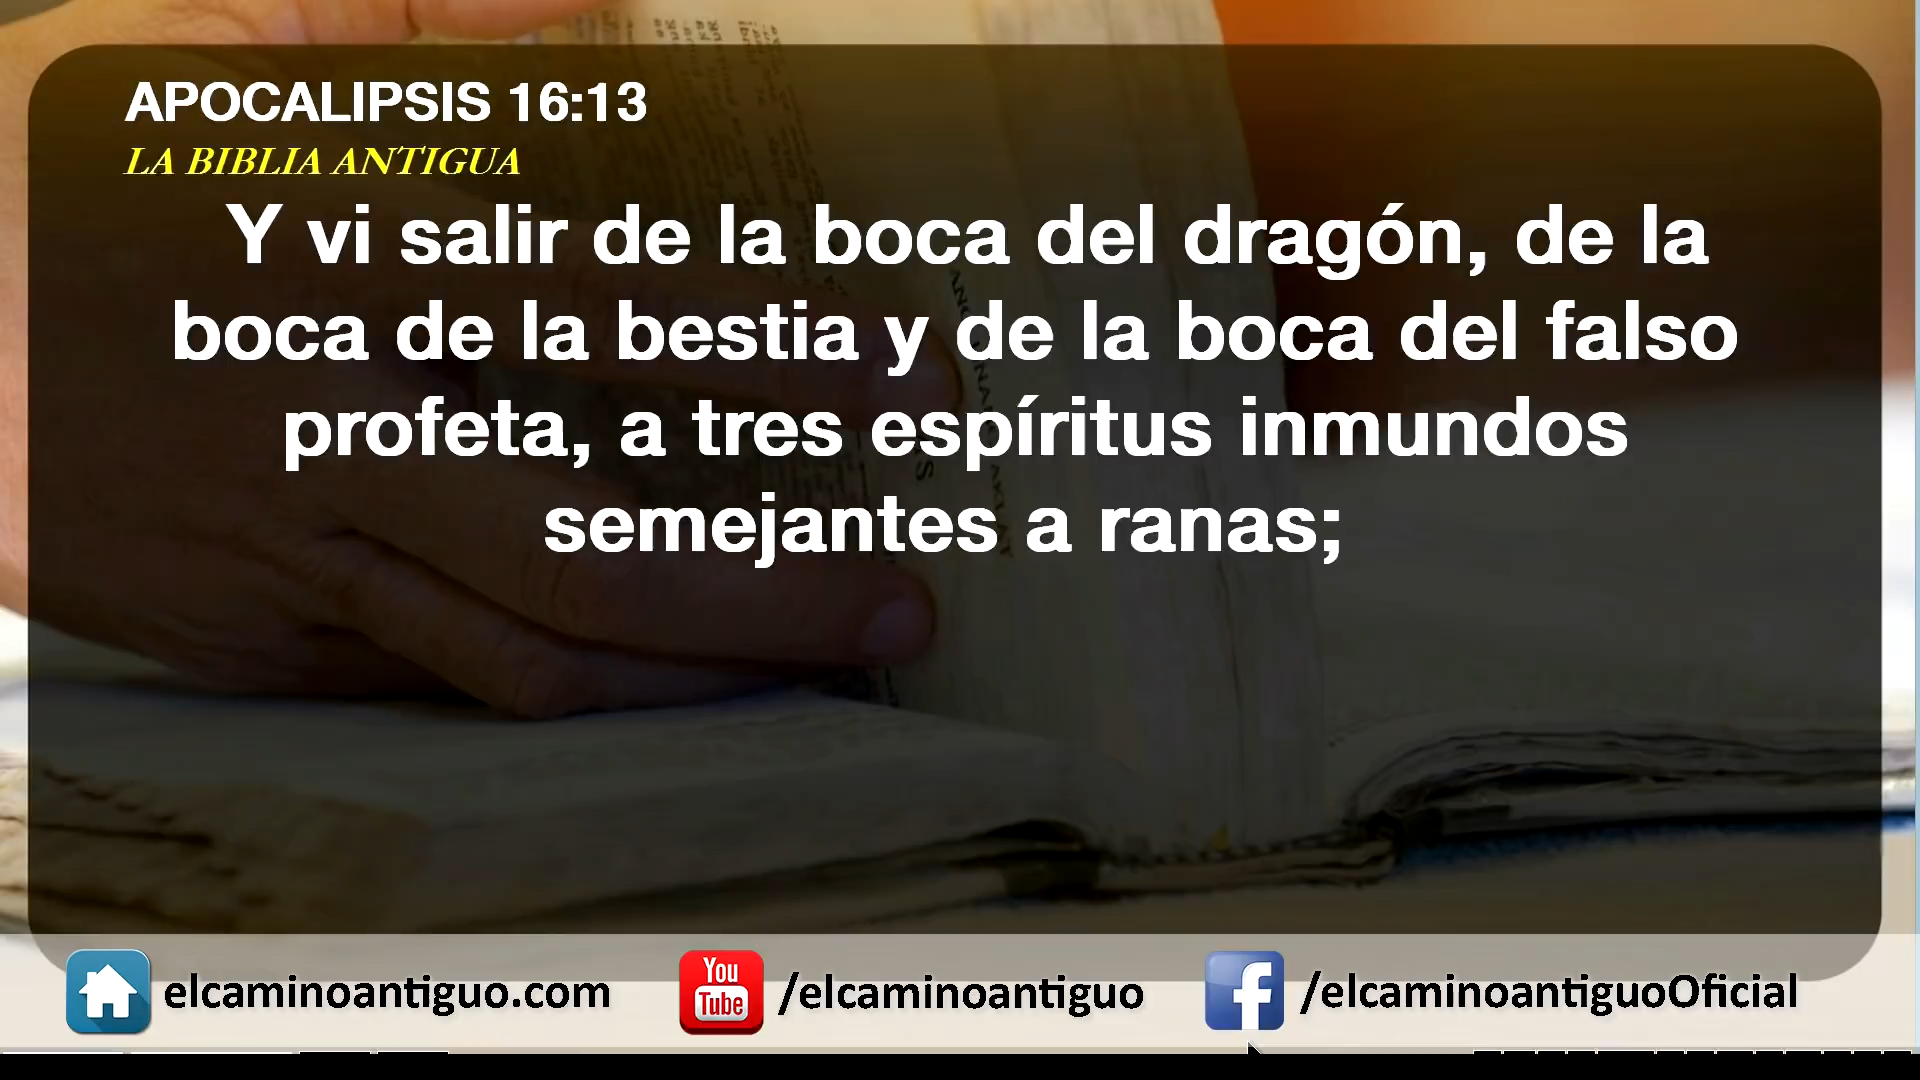 APOCALIPSIS 16:13
LA BIBLIA ANTIGUA
Y vi salir de la boca del dragón, de la
boca de la bestia y de la boca del falso
profeta, a tres espíritus inmundos
semejantes a ranas;
elcaminoantiguo.com
You Tube /elcaminoantiguo
f /elcaminoantiguoOficial